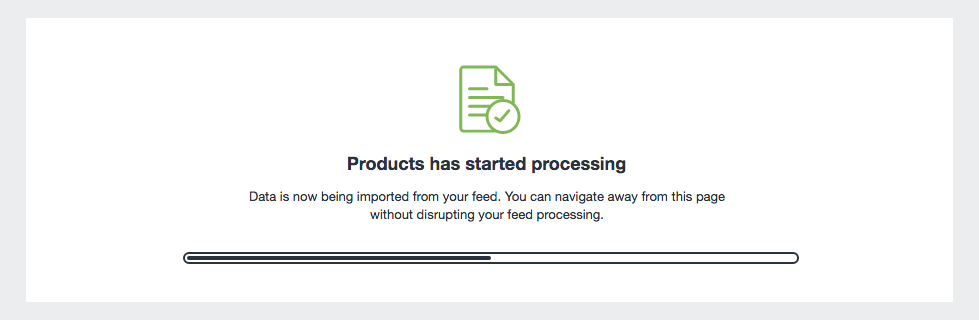 Products has started processing
Data is now being imported from your feed. You can navigate away from this page
without disrupting your feed processing.